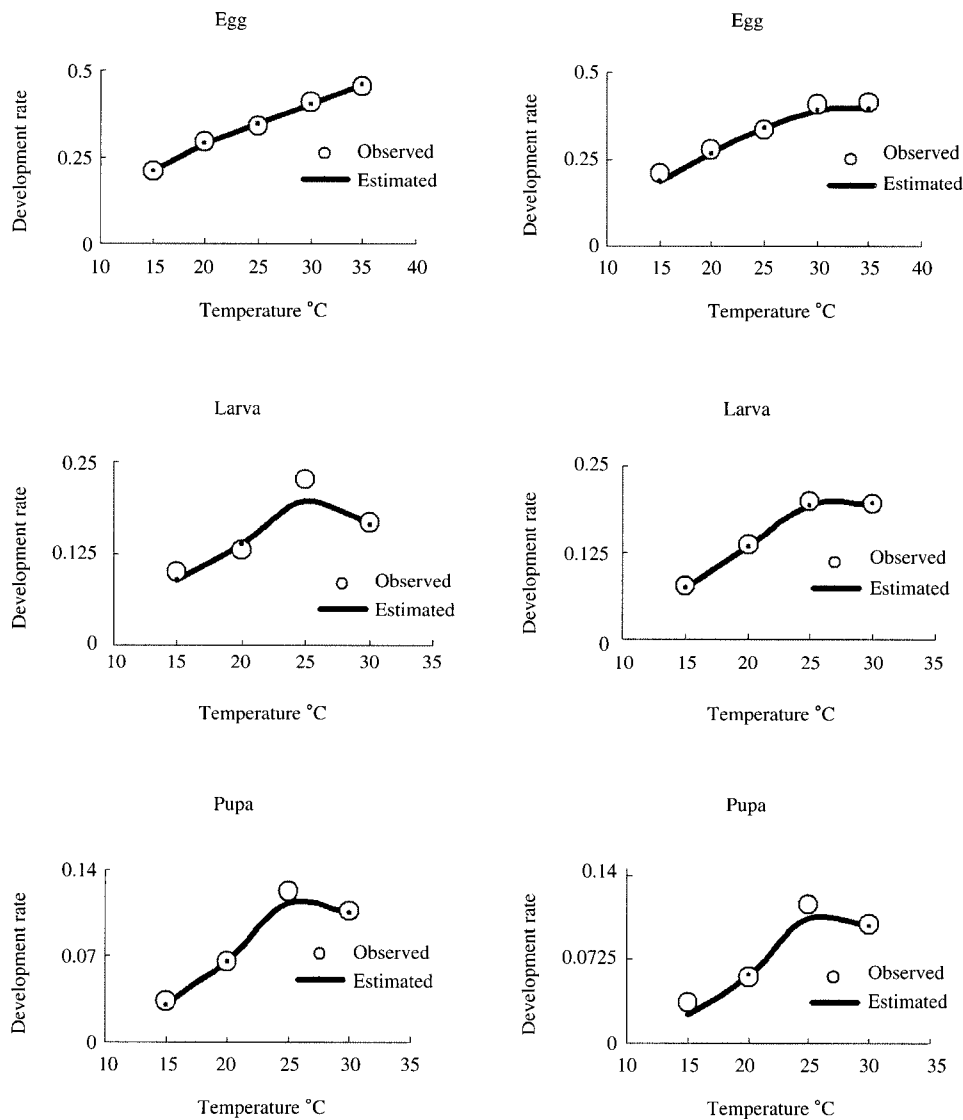 Egg
0.5
0.25
0
Development rate
Observed
Estimated
10 15 20 25 30 35 40
Temperature °C
Egg
0.5
0.25
0
Development rate
Observed
Estimated
10 15 20 25 30 35 40
Temperature °C
Larva
0.25
0.125
0
Development rate
Observed
Estimated
10 15 20 25 30 35
Temperature °C
Larva
0.25
0.125
0
Development rate
Observed
Estimated
10 15 20 25 30 35
Temperature °C
Pupa
0.14
0.07
0
Development rate
Observed
Estimated
10 15 20 25 30 35
Temperature °C
Pupa
0.14
0.0725
0
Development rate
Observed
Estimated
10 15 20 25 30 35
Temperature °C